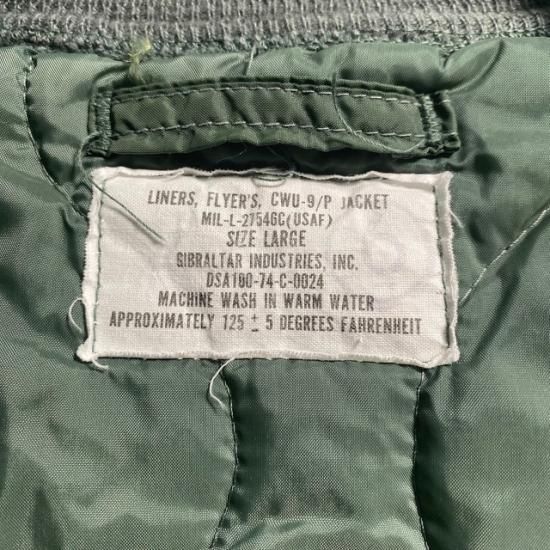 LINERS, FLYER'S, CWU-9/P JACKET
MIL-L-27546C(USAF)
SIZE LARGE
GIBRALTAR INDUSTRIES, INC.
DSA100-74-C-0024
MACHINE WASH IN WARM WATER
APPROXIMATELY 125 ± 5 DEGREES FAHRENHEIT